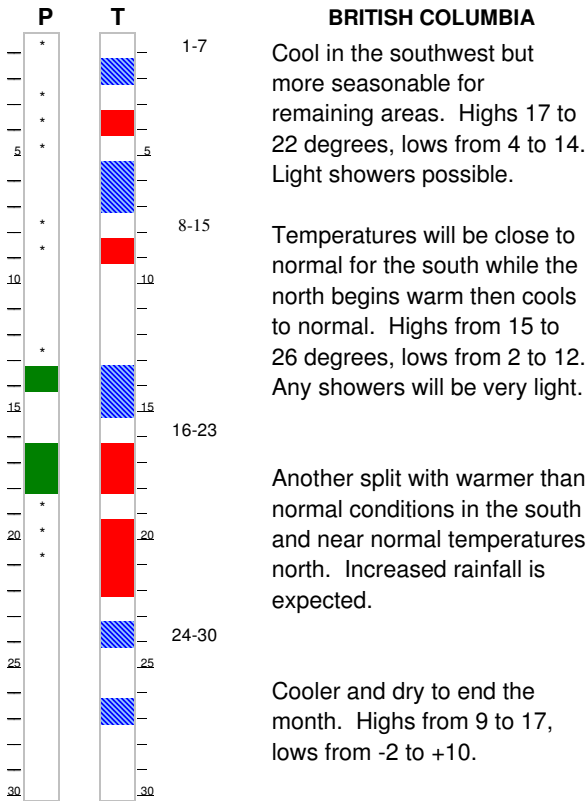 P T BRITISH COLUMBIA
* 1-7
Cool in the southwest but
more seasonable for
remaining areas. Highs 17 to
22 degrees, lows from 4 to 14.
Light showers possible.
*
*
*
5 5
* 8-15
*
Temperatures will be close to
normal for the south while the
north begins warm then cools
to normal. Highs from 15 to
26 degrees, lows from 2 to 12.
Any showers will be very light.
10 10
*
15 15
16-23
Another split with warmer than
normal conditions in the south
and near normal temperatures
north. Increased rainfall is
expected.
*
*
*
20 20
24-30
25 25
Cooler and dry to end the
month. Highs from 9 to 17,
lows from -2 to +10.
30 30